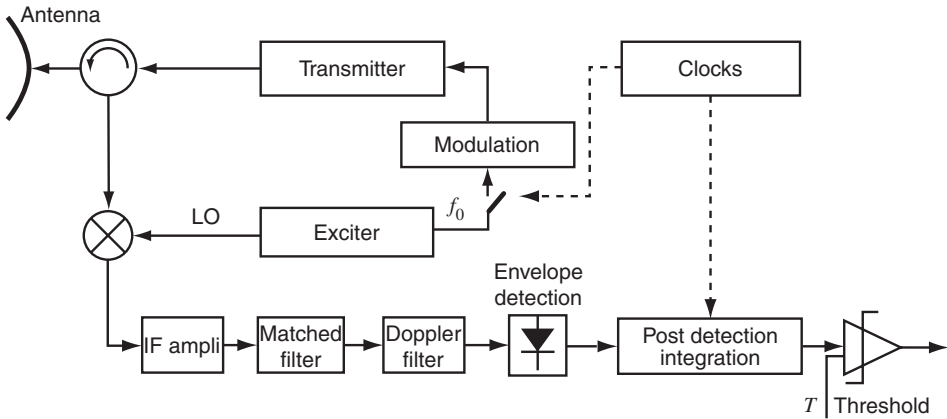 Antenna
Transmitter
Clocks
Modulation
LO
Exciter
f0
Envelope
detection
IF ampli
Matched
filter
Doppler
filter
Post detection
integration
T
Threshold